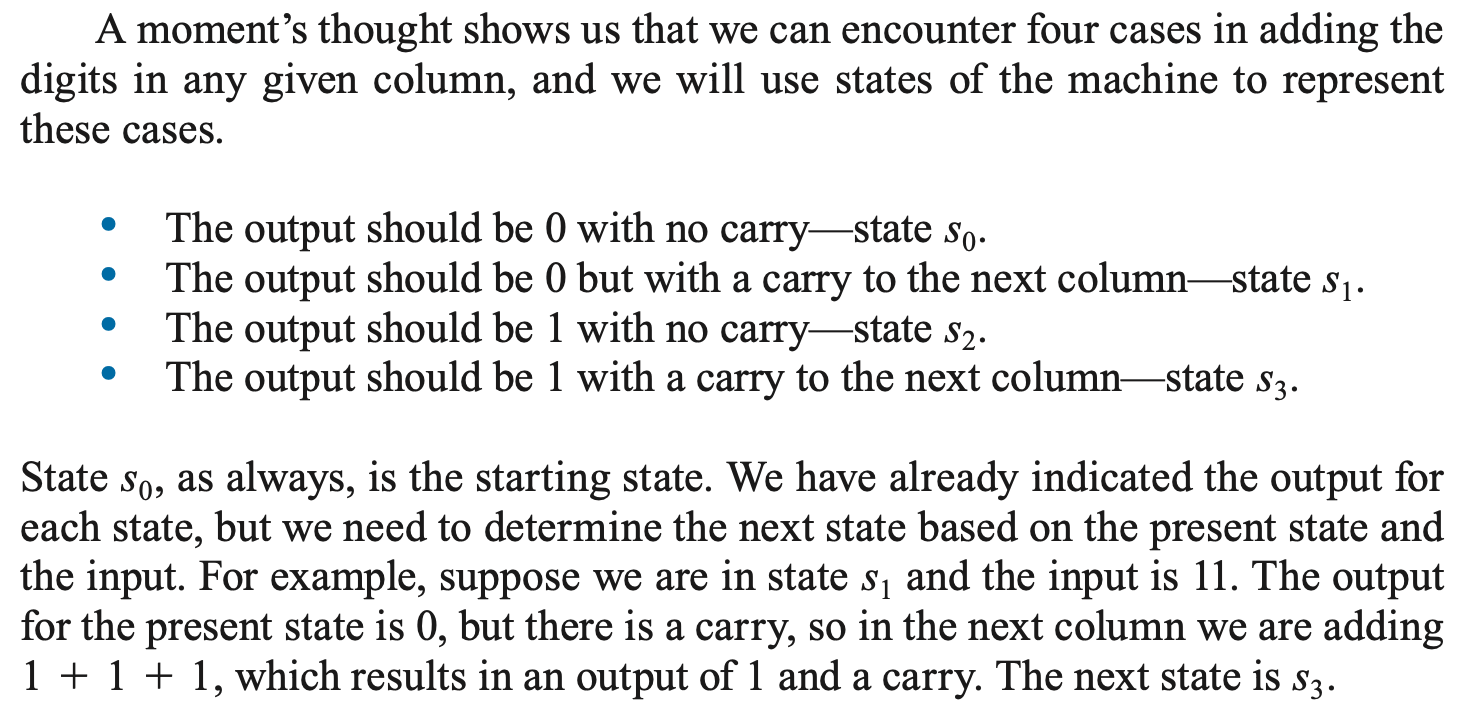 A moment’s thought shows us that we can encounter four cases in adding the
digits in any given column, and we will use states of the machine to represent
these cases.
• The output should be 0 with no carry—state s₀.
• The output should be 0 but with a carry to the next column—state s₁.
• The output should be 1 with no carry—state s₂.
• The output should be 1 with a carry to the next column—state s₃.
State s₀, as always, is the starting state. We have already indicated the output for
each state, but we need to determine the next state based on the present state and
the input. For example, suppose we are in state s₁ and the input is 11. The output
for the present state is 0, but there is a carry, so in the next column we are adding
1 + 1 + 1, which results in an output of 1 and a carry. The next state is s₃.